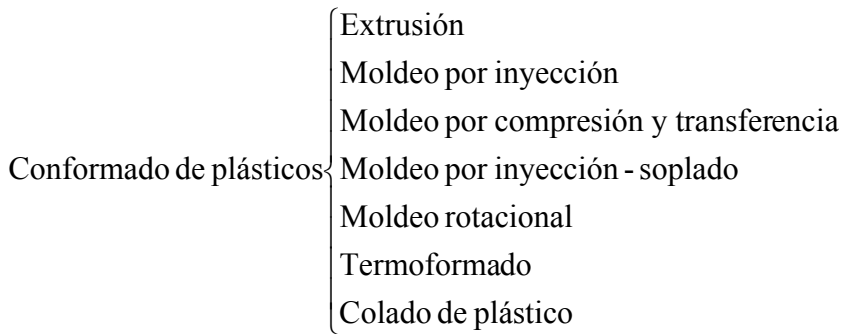 Extrusión
Moldeo por inyección
Moldeo por compresión y transferencia
Conformado de plásticos
Moldeo por inyección - soplado
Moldeo rotacional
Termoformado
Colado de plástico